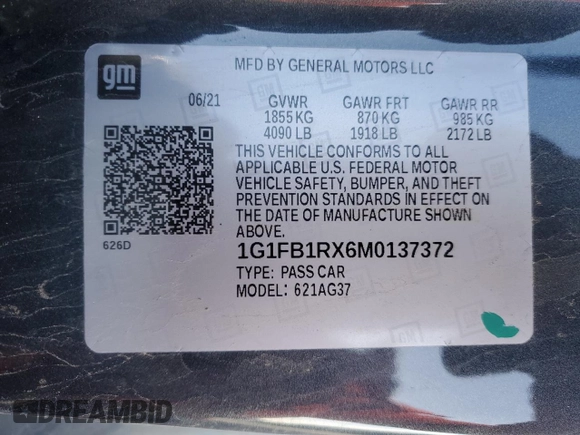 gm
MFD BY GENERAL MOTORS LLC
06/21 GVWR GAWR FRT GAWR RR
1855 KG 870 KG 985 KG
4090 LB 1918 LB 2172 LB
THIS VEHICLE CONFORMS TO ALL
APPLICABLE U.S. FEDERAL MOTOR
VEHICLE SAFETY, BUMPER, AND THEFT
PREVENTION STANDARDS IN EFFECT ON
THE DATE OF MANUFACTURE SHOWN
ABOVE.
626D
1G1FB1RX6M0137372
TYPE: PASS CAR
MODEL: 621AG37
DREAMBID